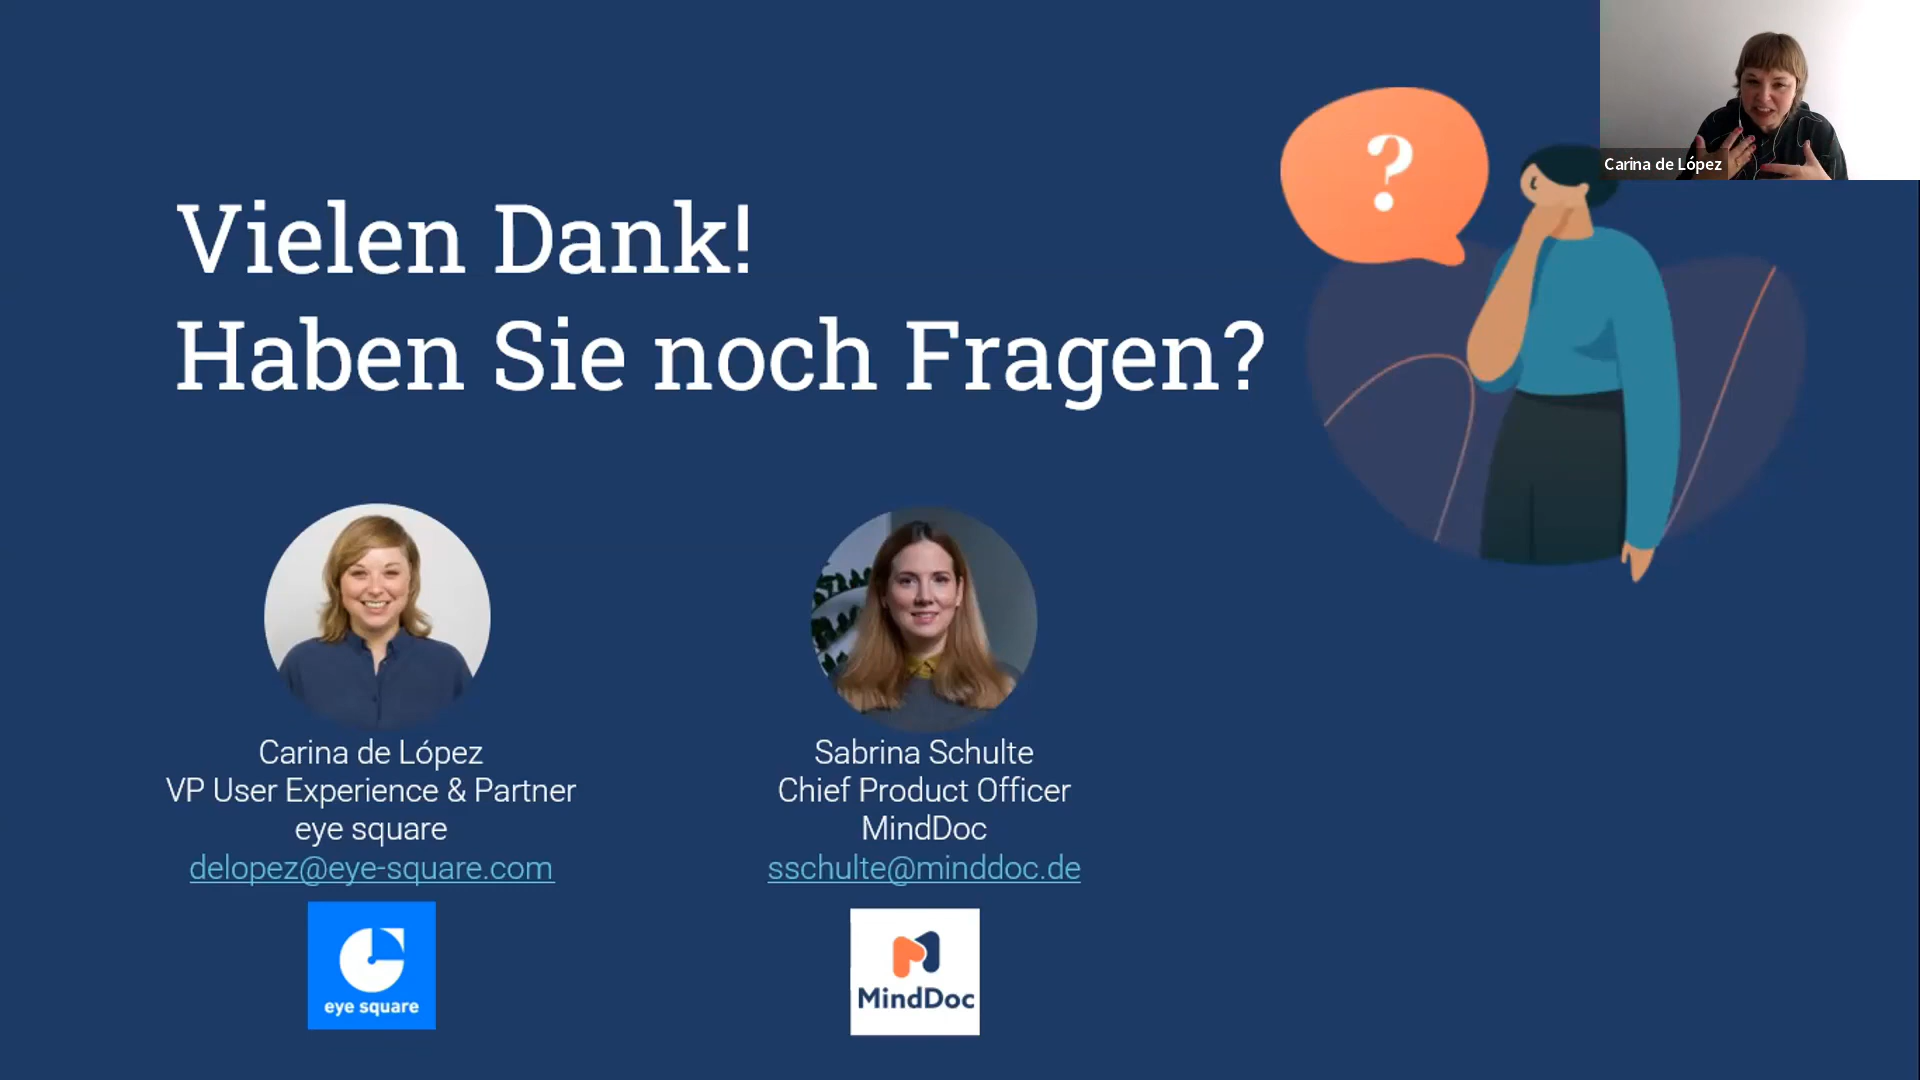 Carina de López
?
Vielen Dank!
Haben Sie noch Fragen?
Carina de López
VP User Experience & Partner
eye square
delopez@eye-square.com
eye square
Sabrina Schulte
Chief Product Officer
MindDoc
sschulte@minddoc.de
MindDoc